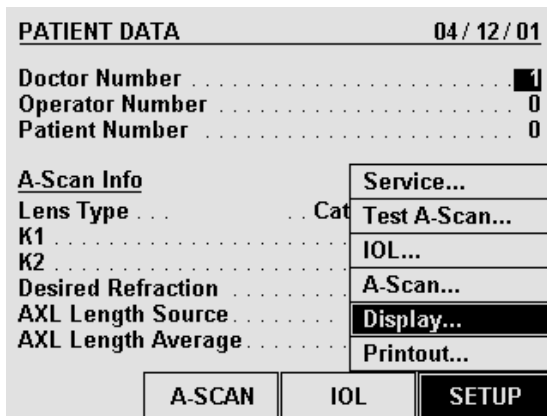 PATIENT DATA 04/12/01
Doctor Number . . . . . . . . . . . . . . . . . . . . . . . . 1
Operator Number . . . . . . . . . . . . . . . . . . . . . . 0
Patient Number . . . . . . . . . . . . . . . . . . . . . . . 0
A-Scan Info
Lens Type . . . . . Cat
K1 . . . . . . . . . . . . . . . . . . . .
K2 . . . . . . . . . . . . . . . . . . . .
Desired Refraction . . . . . . . .
AXL Length Source . . . . . . . .
AXL Length Average . . . . . . .
Service...
Test A-Scan...
IOL...
A-Scan...
Display...
Printout...
A-SCAN IOL SETUP